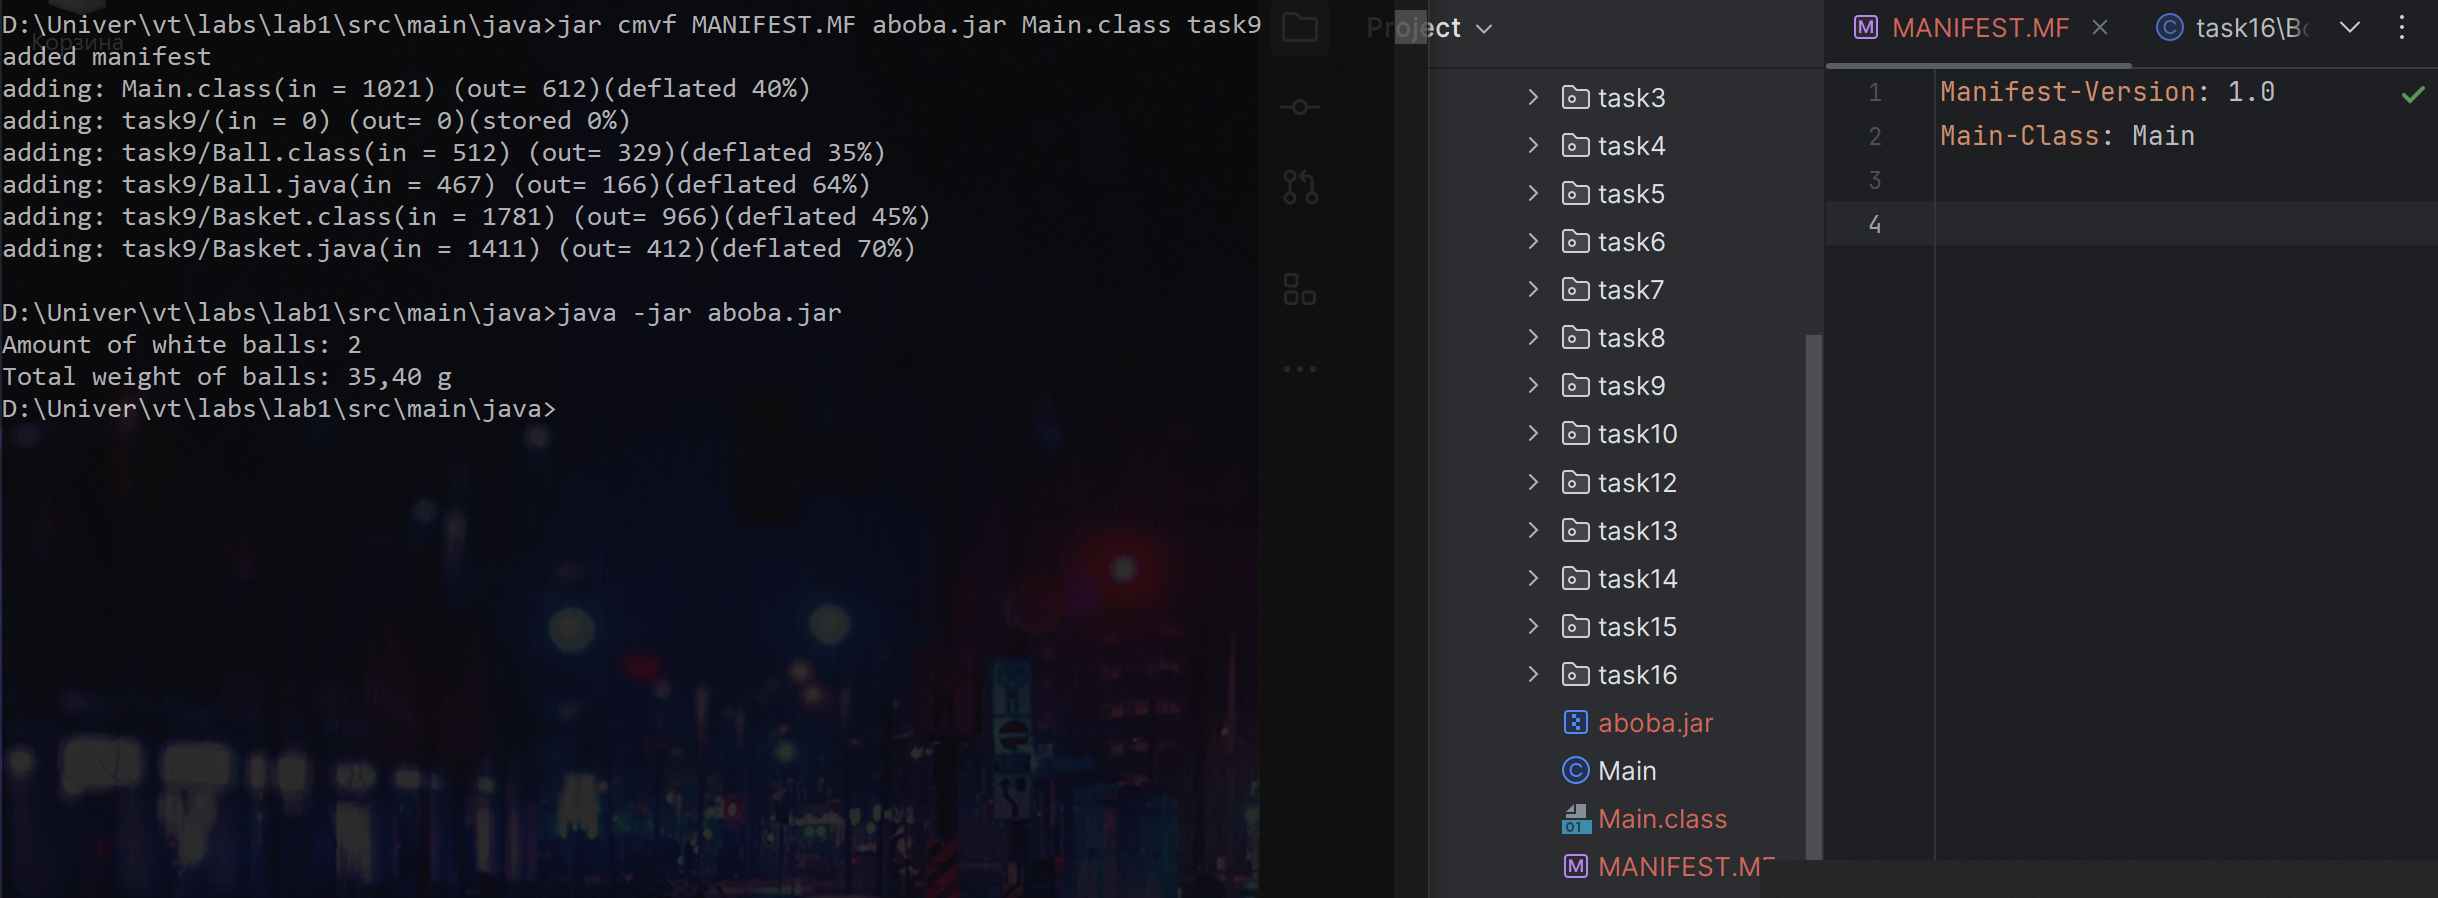 D:\Univer\vt\labs\lab1\src\main\java>jar cmvf MANIFEST.MF aboba.jar Main.class task9
Корзина
added manifest
adding: Main.class(in = 1021) (out= 612)(deflated 40%)
adding: task9/(in = 0) (out= 0)(stored 0%)
adding: task9/Ball.class(in = 512) (out= 329)(deflated 35%)
adding: task9/Ball.java(in = 467) (out= 166)(deflated 64%)
adding: task9/Basket.class(in = 1781) (out= 966)(deflated 45%)
adding: task9/Basket.java(in = 1411) (out= 412)(deflated 70%)
D:\Univer\vt\labs\lab1\src\main\java>java -jar aboba.jar
Amount of white balls: 2
Total weight of balls: 35,40 g
D:\Univer\vt\labs\lab1\src\main\java>
Project
task3
task4
task5
task6
task7
task8
task9
task10
task12
task13
task14
task15
task16
aboba.jar
Main
Main.class
MANIFEST.MF
MANIFEST.MF
task16\B
1 Manifest-Version: 1.0
2 Main-Class: Main
3
4